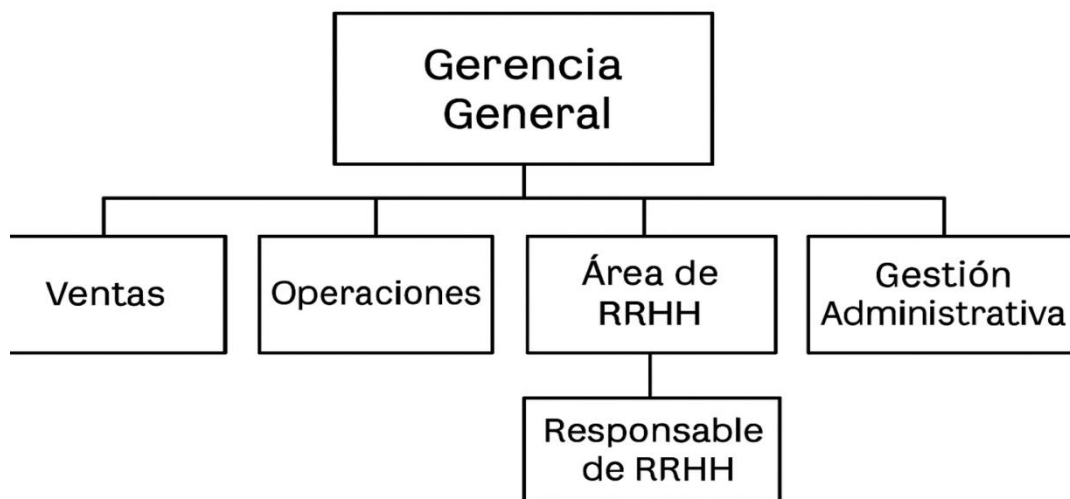 Gerencia
General
Ventas
Operaciones
Área de
RRHH
Gestión
Administrativa
Responsable
de RRHH